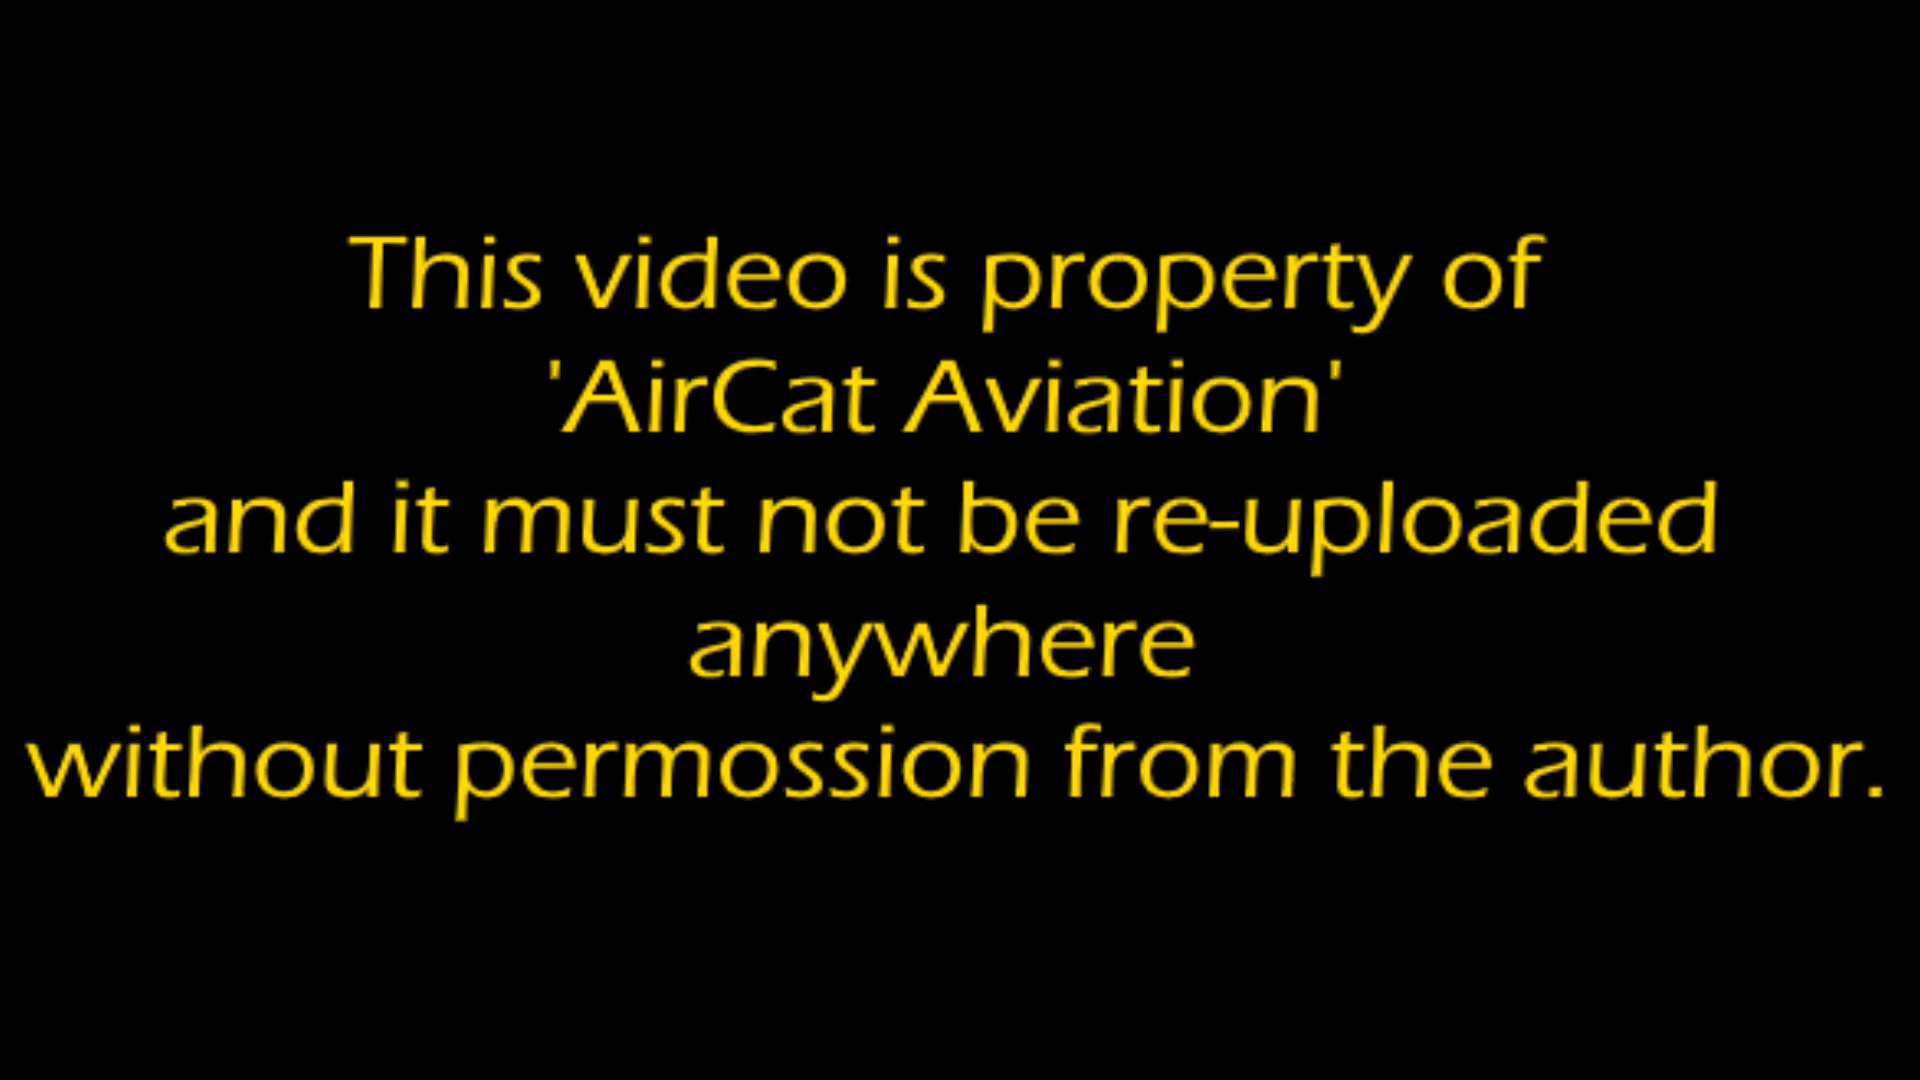 This video is property of
'AirCat Aviation'
and it must not be re-uploaded
anywhere
without permossion from the author.